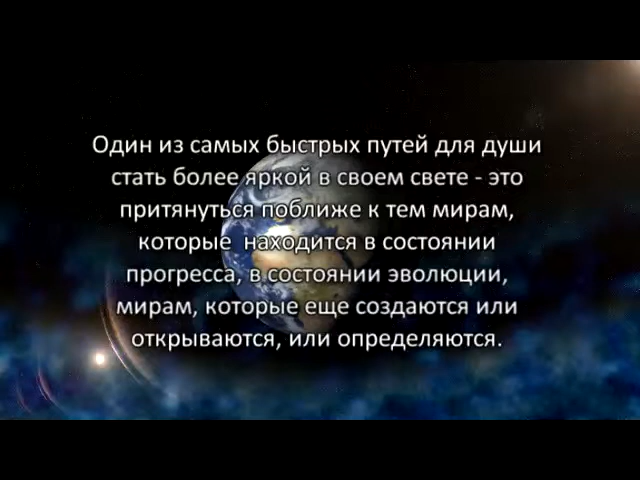 Один из самых быстрых путей для души
стать более яркой в своем свете - это
притянуться поближе к тем мирам,
которые находится в состоянии
прогресса, в состоянии эволюции,
мирам, которые еще создаются или
открываются, или определяются.